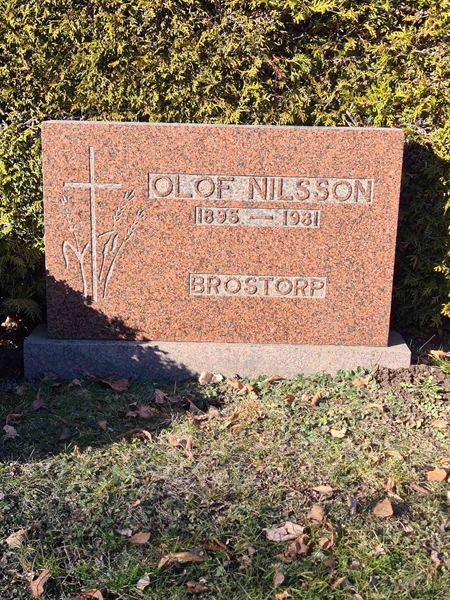 OLOF NILSSON
1895 — 1981
BROSTORP